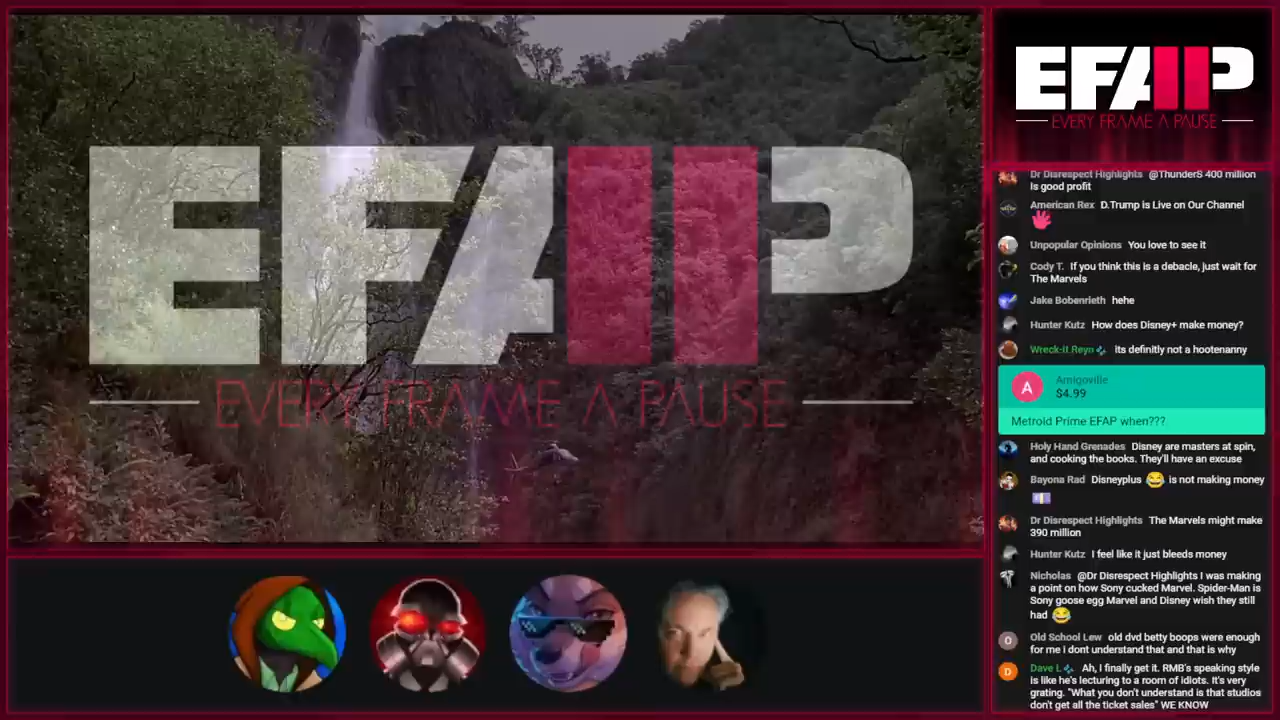 EFAP
EVERY FRAME A PAUSE
EFAP
EVERY FRAME A PAUSE
Dr Disrespect Highlights @ThunderS 400 million
Is good profit
American Rex D.Trump is Live on Our Channel
Unpopular Opinions You love to see it
Cody T. If you think this is a debacle, just wait for
The Marvels
Jake Bobenrieth hehe
Hunter Kutz How does Disney+ make money?
Wreck-it Reyn Its definitly not a hootenanny
A
Amigoville
$4.99
Metroid Prime EFAP when???
Holy Hand Grenades Disney are masters at spin,
and cooking the books. They'll have an excuse
Bayona Rad Disneyplus 😂 is not making money
Dr Disrespect Highlights The Marvels might make
390 million
Hunter Kutz I feel like it just bleeds money
Nicholas @Dr Disrespect Highlights I was making
a point on how Sony cucked Marvel. Spider-Man is
Sony goose egg Marvel and Disney wish they still
had 😂
O
Old School Lew old dvd betty boops were enough
for me I dont understand that and that is why
D
Dave L Ah, I finally get it. RMB's speaking style
is like he's lecturing to a room of idiots. It's very
grating. "What you don't understand is that studios
don't get all the ticket sales" WE KNOW